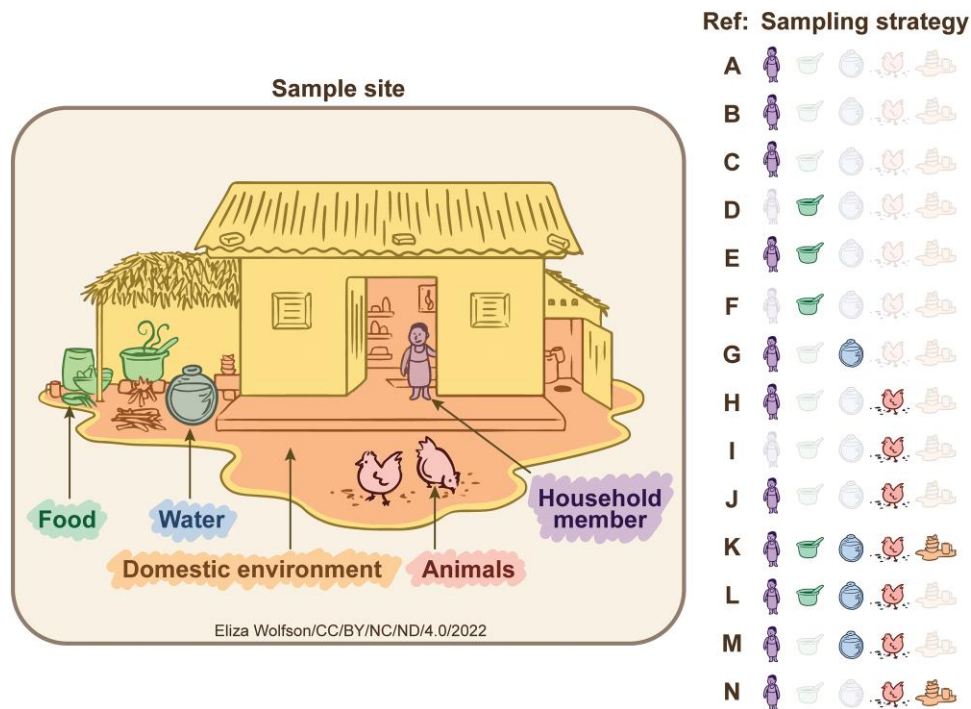 Sample site
Food
Water
Domestic environment
Animals
Household
member
Eliza Wolfson/CC/BY/NC/ND/4.0/2022
Ref: Sampling strategy
A
B
C
D
E
F
G
H
I
J
K
L
M
N